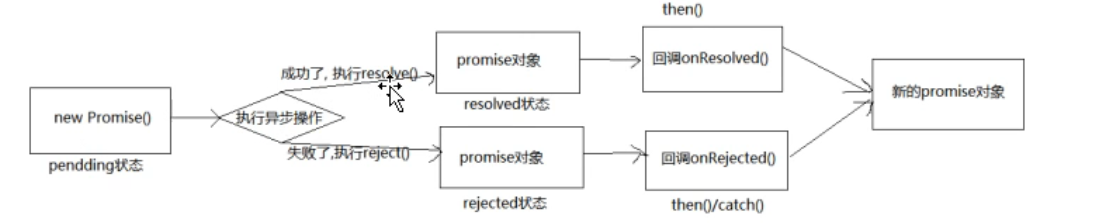 new Promise()
pendding状态
执行异步操作
成功了, 执行resolve()
失败了,执行reject()
promise对象
resolved状态
promise对象
rejected状态
then()
回调onResolved()
回调onRejected()
then()/catch()
新的promise对象